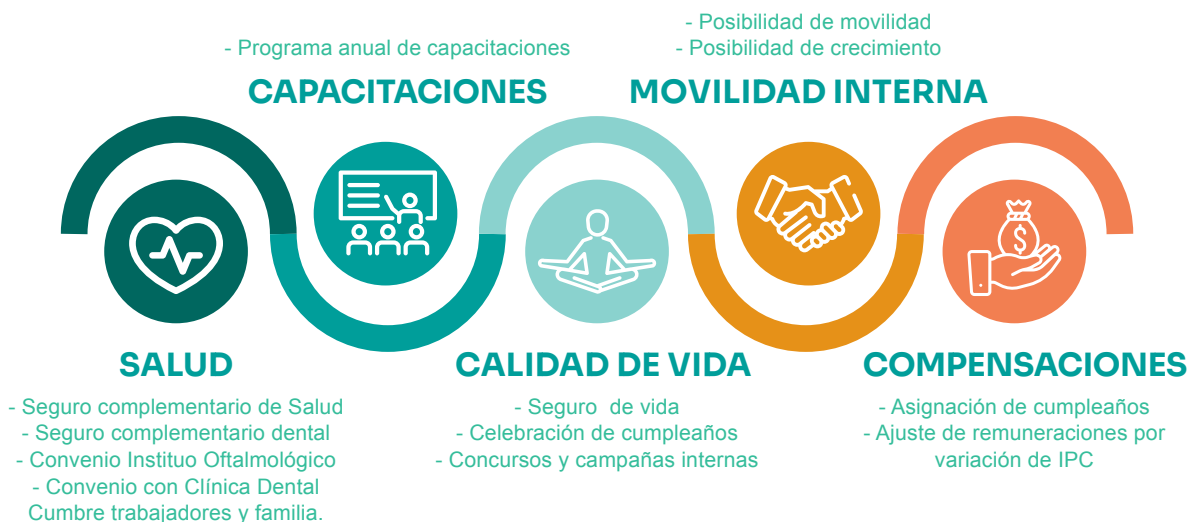 - Programa anual de capacitaciones
CAPACITACIONES
- Posibilidad de movilidad
- Posibilidad de crecimiento
MOVILIDAD INTERNA
$
SALUD
- Seguro complementario de Salud
- Seguro complementario dental
- Convenio Instituo Oftalmológico
- Convenio con Clínica Dental
Cumbre trabajadores y familia.
CALIDAD DE VIDA
- Seguro de vida
- Celebración de cumpleaños
- Concursos y campañas internas
COMPENSACIONES
- Asignación de cumpleaños
- Ajuste de remuneraciones por
variación de IPC